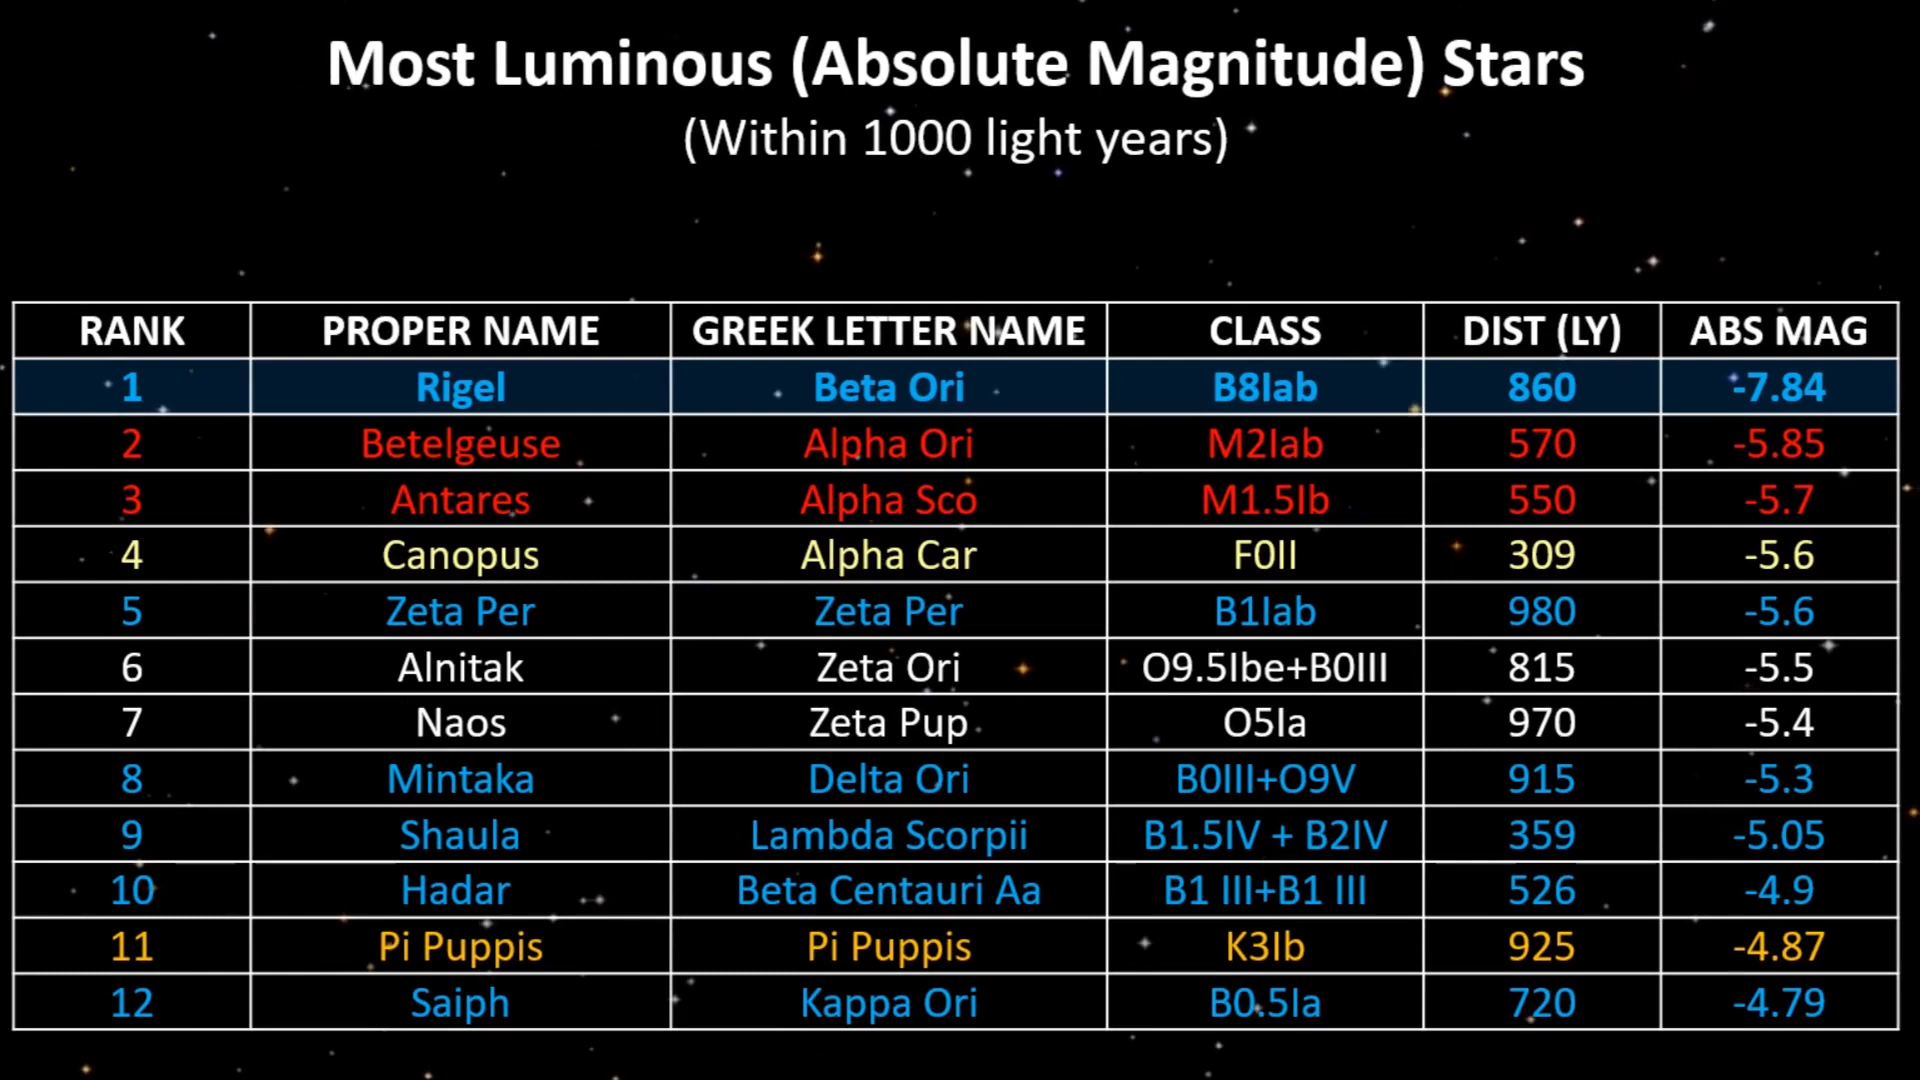 Most Luminous (Absolute Magnitude) Stars
(Within 1000 light years)
RANK PROPER NAME GREEK LETTER NAME CLASS DIST (LY) ABS MAG
1 Rigel Beta Ori B8Iab 860 -7.84
2 Betelgeuse Alpha Ori M2Iab 570 -5.85
3 Antares Alpha Sco M1.5Ib 550 -5.7
4 Canopus Alpha Car F0II 309 -5.6
5 Zeta Per Zeta Per B1Iab 980 -5.6
6 Alnitak Zeta Ori O9.5Ibe+B0III 815 -5.5
7 Naos Zeta Pup O5Ia 970 -5.4
8 Mintaka Delta Ori B0III+O9V 915 -5.3
9 Shaula Lambda Scorpii B1.5IV + B2IV 359 -5.05
10 Hadar Beta Centauri Aa B1 III+B1 III 526 -4.9
11 Pi Puppis Pi Puppis K3Ib 925 -4.87
12 Saiph Kappa Ori B0.5Ia 720 -4.79